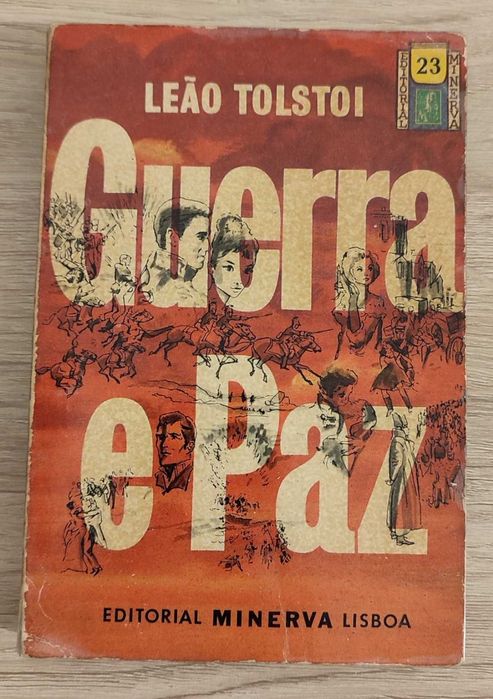 LEÃO TOLSTOI
23
EDITORIAL
MINERVA
Guerra
e Paz
EDITORIAL MINERVA LISBOA